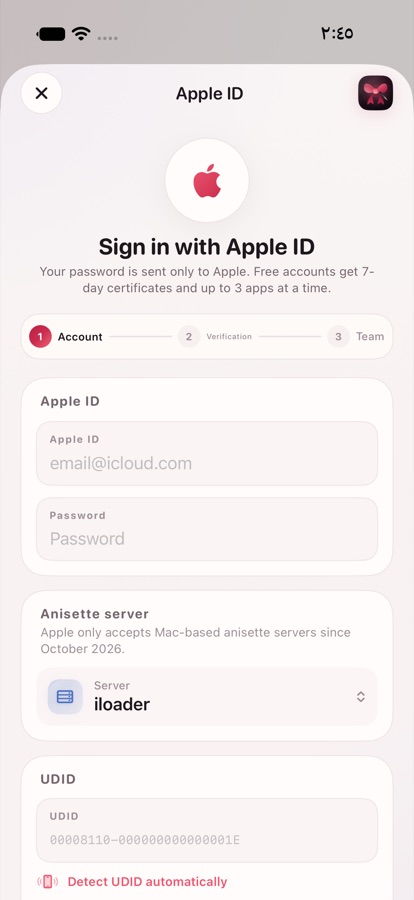 ٢:٤٥
Apple ID
Sign in with Apple ID
Your password is sent only to Apple. Free accounts get 7-
day certificates and up to 3 apps at a time.
1 Account 2 Verification 3 Team
Apple ID
Apple ID
email@icloud.com
Password
Password
Anisette server
Apple only accepts Mac-based anisette servers since
October 2026.
Server
iloader
UDID
UDID
00008110-000000000000001E
Detect UDID automatically